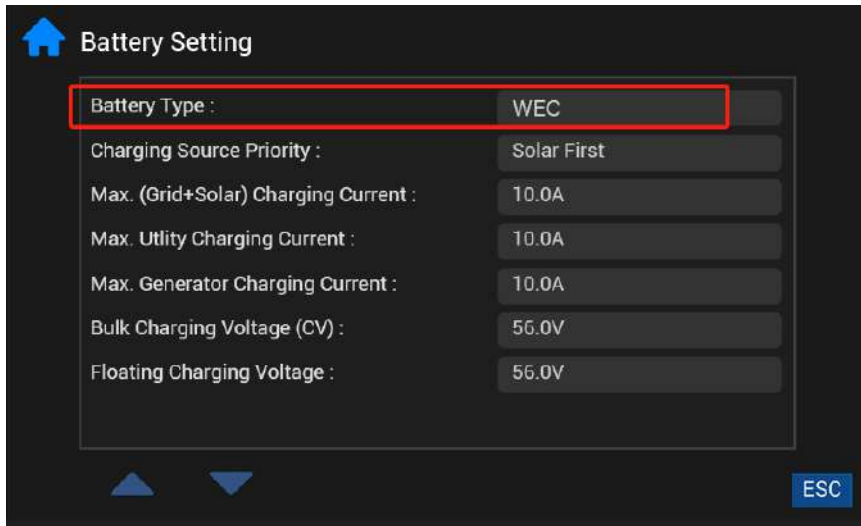 Battery Setting
Battery Type : WEC
Charging Source Priority : Solar First
Max. (Grid+Solar) Charging Current : 10.0A
Max. Utlity Charging Current : 10.0A
Max. Generator Charging Current : 10.0A
Bulk Charging Voltage (CV) : 56.0V
Floating Charging Voltage : 56.0V
ESC